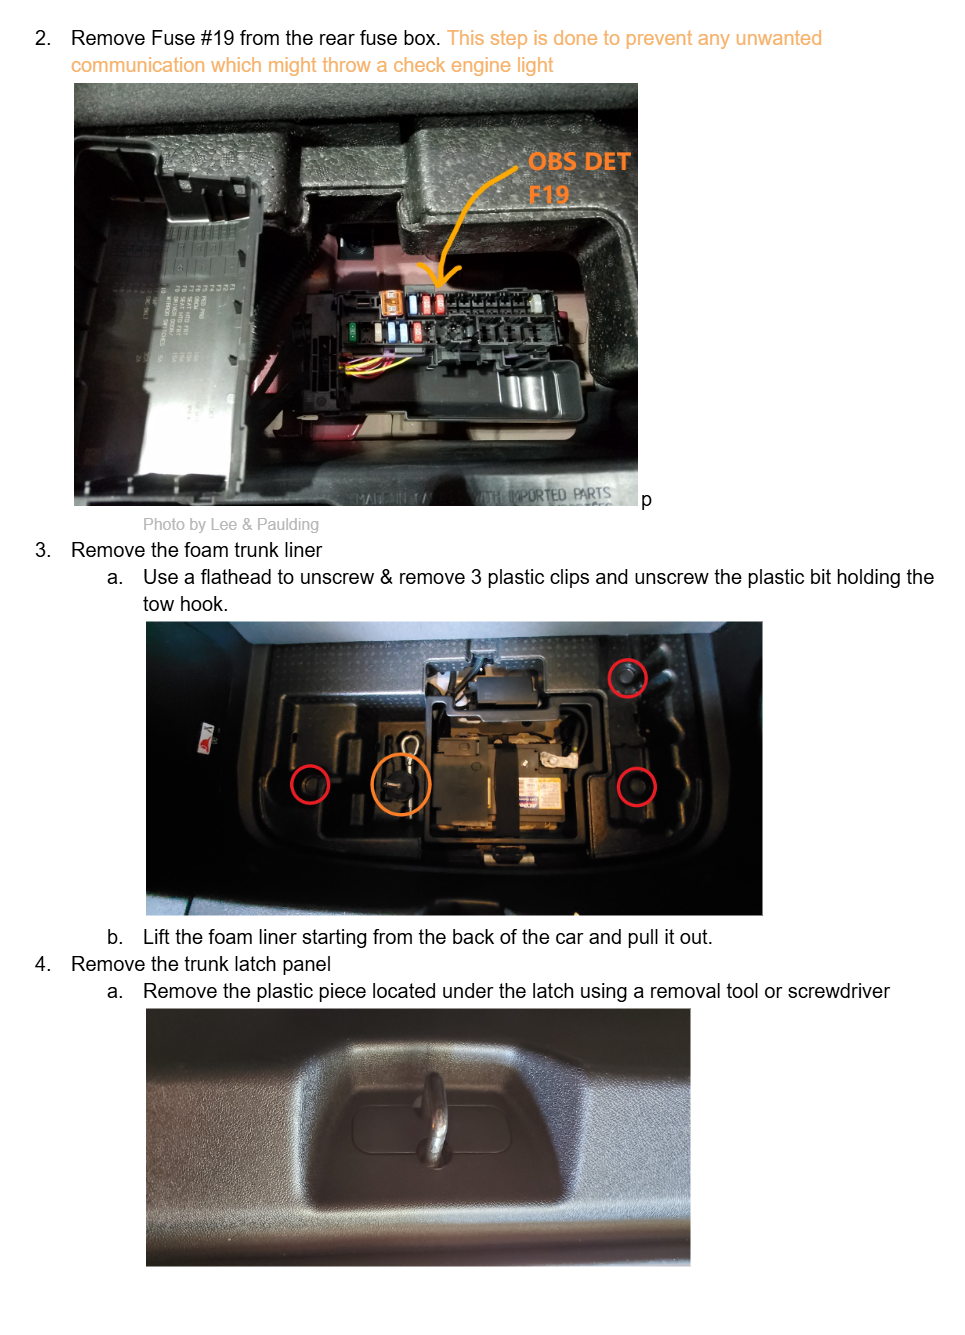 2. Remove Fuse #19 from the rear fuse box. This step is done to prevent any unwanted
communication which might throw a check engine light
OBS DET
F19
IMPORTED PARTS
p
Photo by Lee & Paulding
3. Remove the foam trunk liner
a. Use a flathead to unscrew & remove 3 plastic clips and unscrew the plastic bit holding the
tow hook.
b. Lift the foam liner starting from the back of the car and pull it out.
4. Remove the trunk latch panel
a. Remove the plastic piece located under the latch using a removal tool or screwdriver